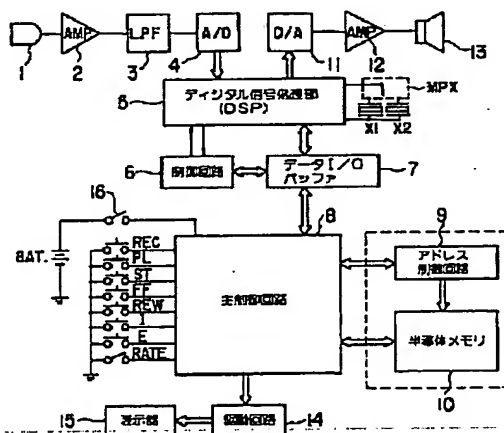 AMP
LPF
A/D
D/A
AMP
1
2
3
4
11
12
13
5
ディジタル信号処理部
(DSP)
MPX
X1
X2
6
制御回路
データI/O
バッファ
7
16
8
9
BAT.
REC
PL
ST
FF
REW
I
E
RATE
主制御回路
アドレス
制御回路
半導体メモリ
10
15
表示器
駆動回路
14